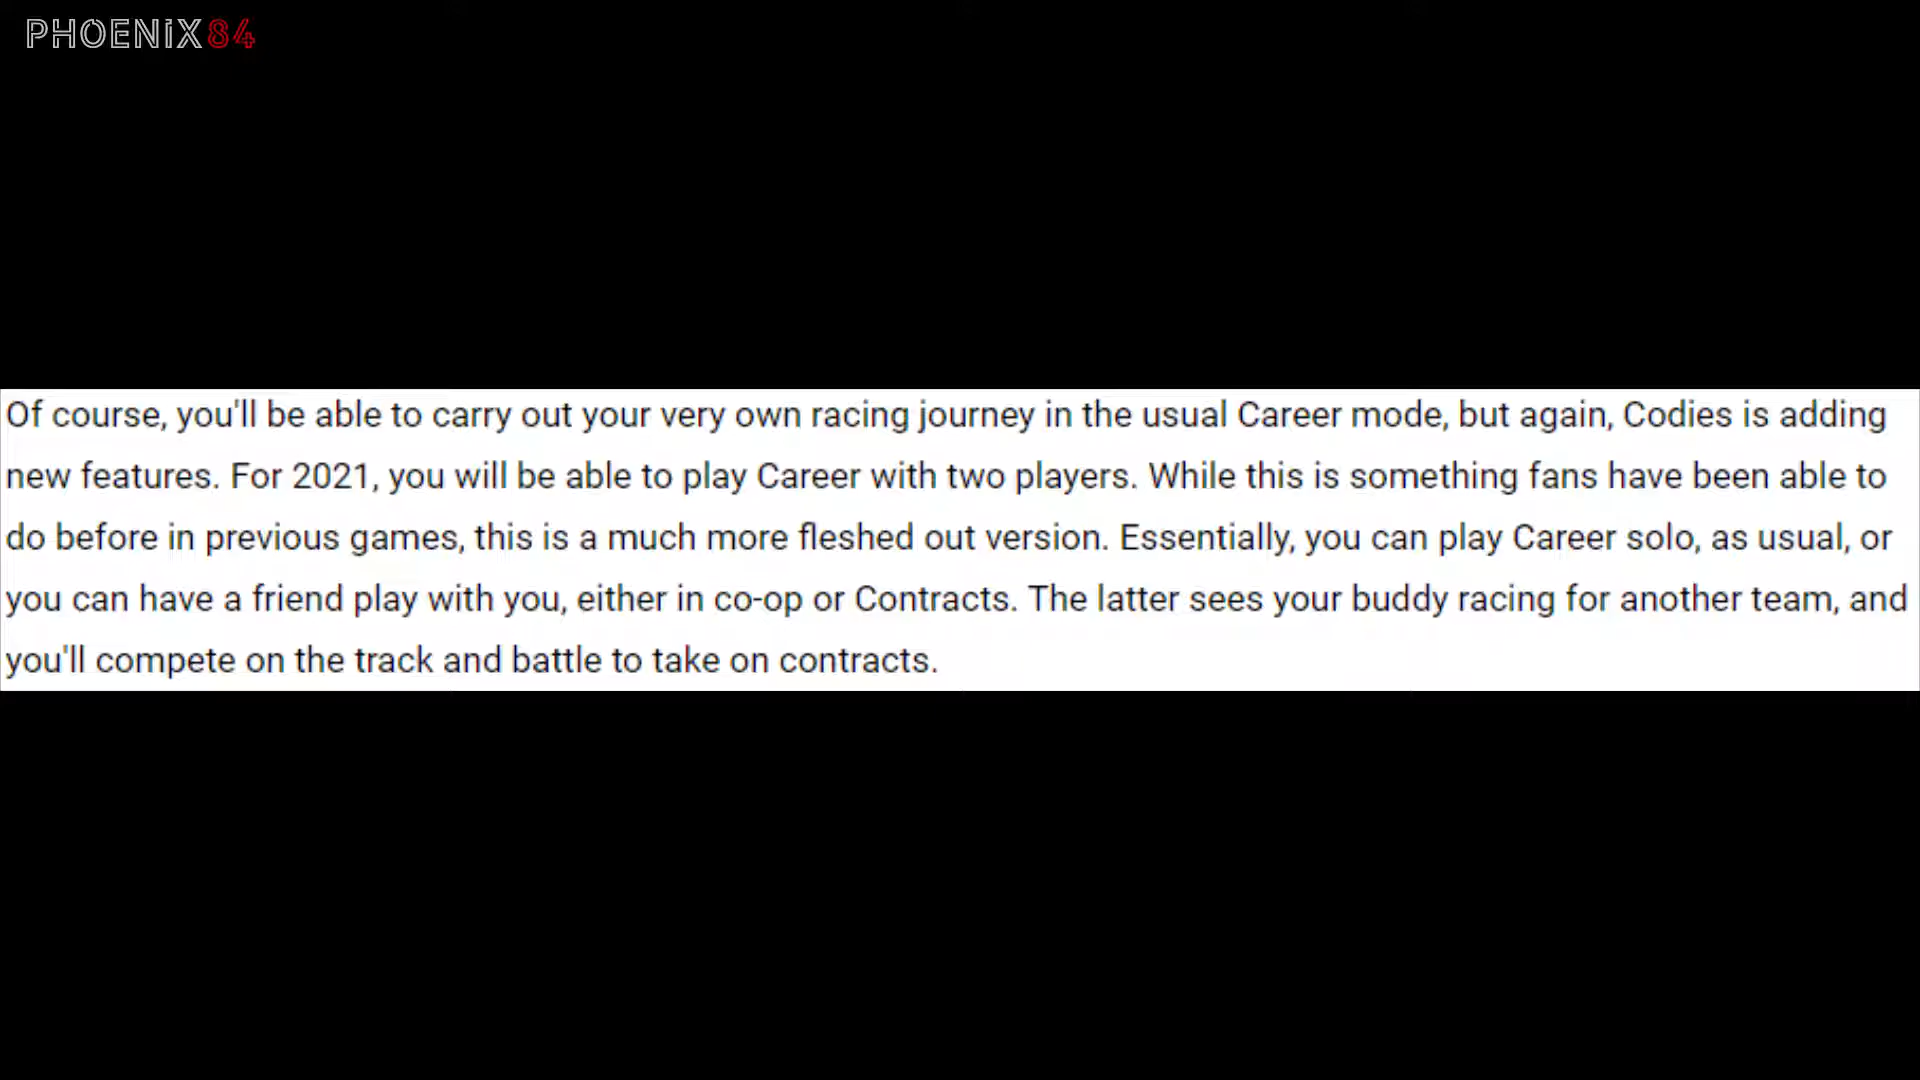 PHOENiX84
Of course, you'll be able to carry out your very own racing journey in the usual Career mode, but again, Codies is adding
new features. For 2021, you will be able to play Career with two players. While this is something fans have been able to
do before in previous games, this is a much more fleshed out version. Essentially, you can play Career solo, as usual, or
you can have a friend play with you, either in co-op or Contracts. The latter sees your buddy racing for another team, and
you'll compete on the track and battle to take on contracts.